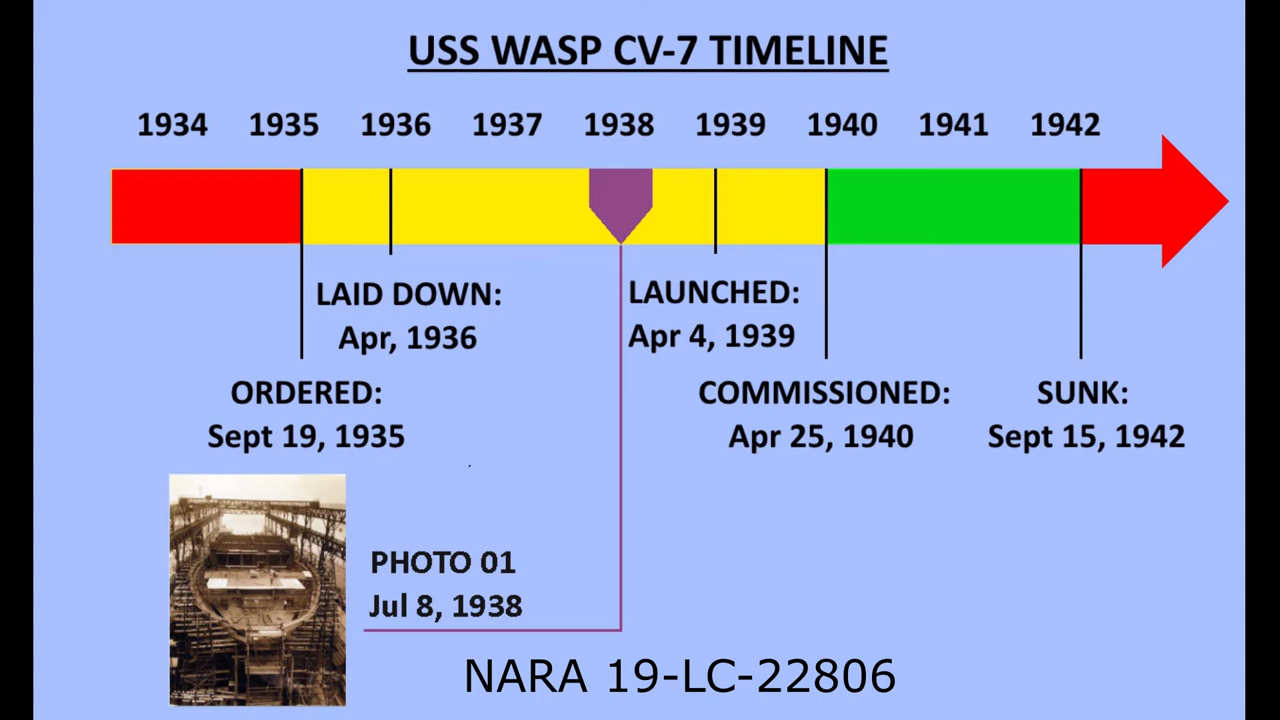 USS WASP CV-7 TIMELINE
1934 1935 1936 1937 1938 1939 1940 1941 1942
LAID DOWN:
Apr, 1936
LAUNCHED:
Apr 4, 1939
ORDERED:
Sept 19, 1935
COMMISSIONED:
Apr 25, 1940
SUNK:
Sept 15, 1942
PHOTO 01
Jul 8, 1938
NARA 19-LC-22806